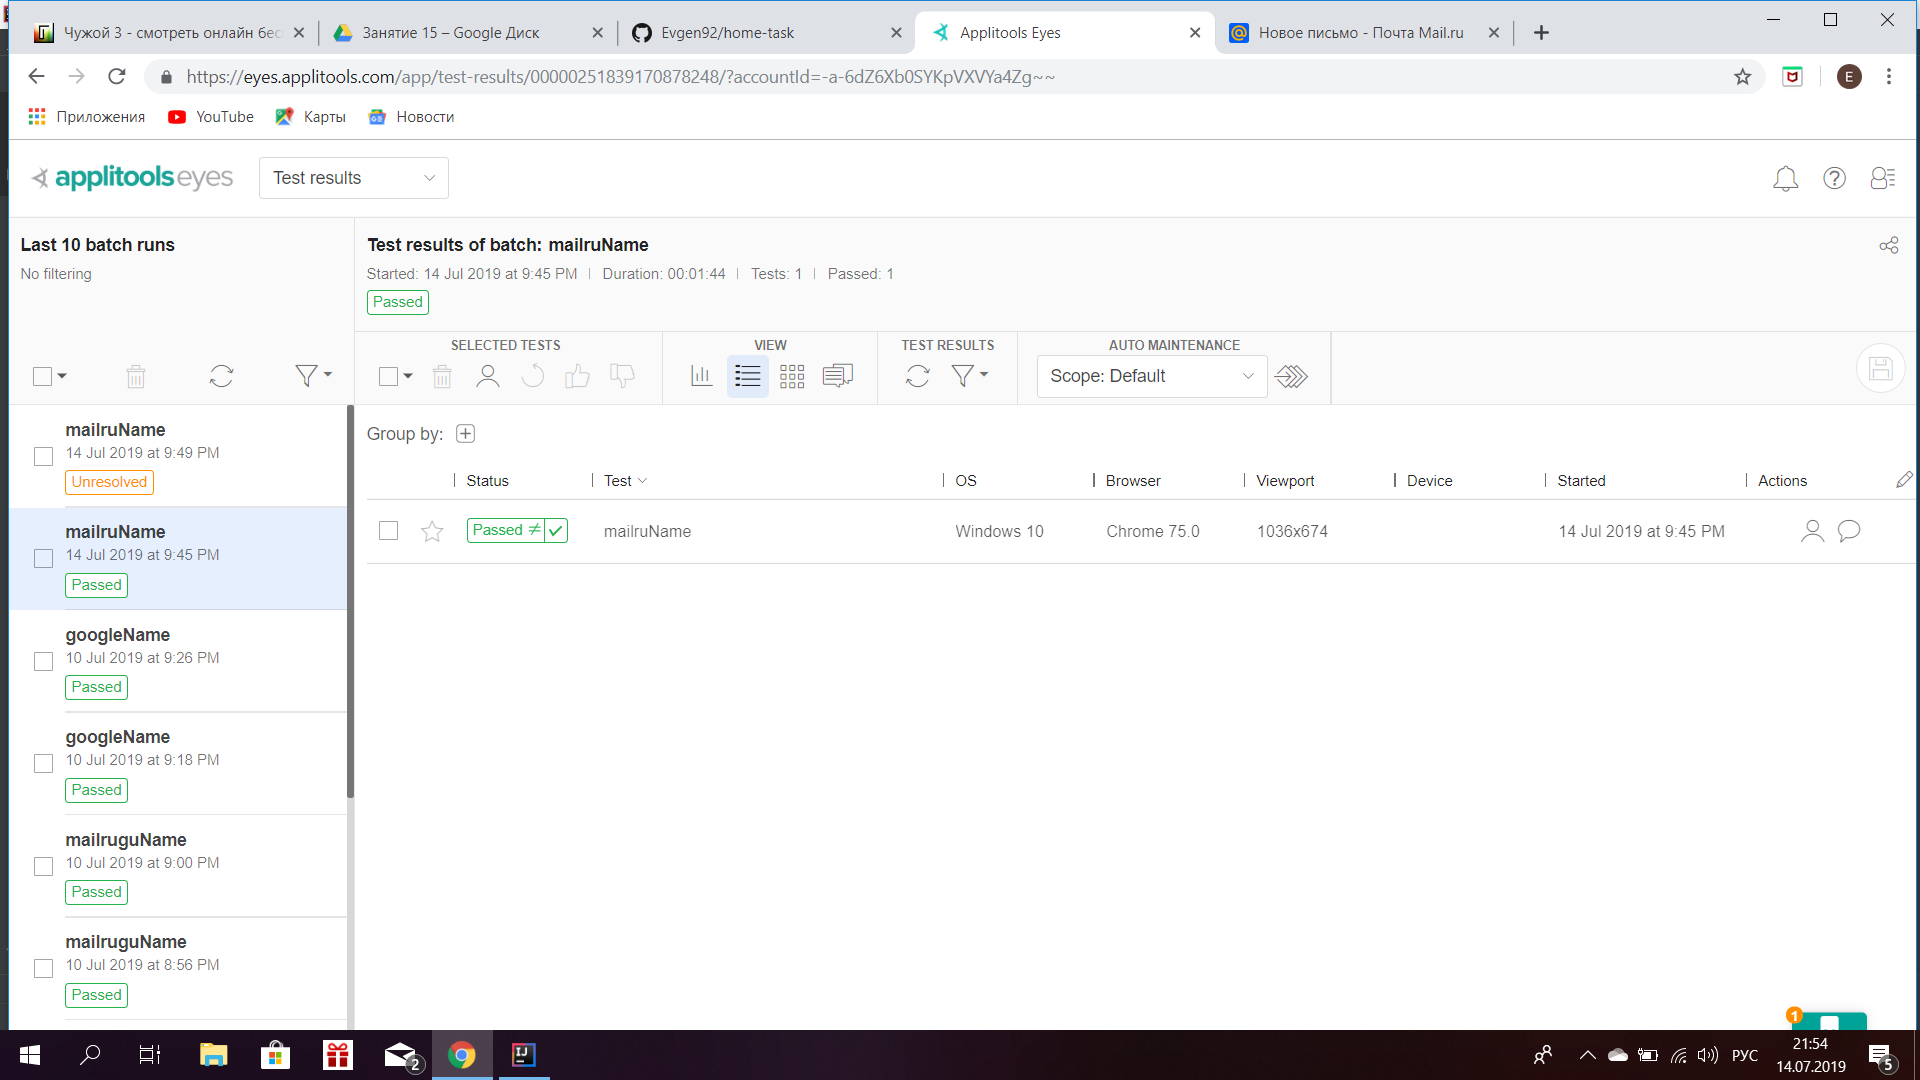 Чужой 3 - смотреть онлайн бес
Занятие 15 – Google Диск
Evgen92/home-task
Applitools Eyes
Новое письмо - Почта Mail.ru
https://eyes.applitools.com/app/test-results/00000251839170878248/?accountId=-a-6dZ6Xb0SYKpVXVYa4Zg~~
E
Приложения
YouTube
Карты
Новости
applitools eyes
Test results
Last 10 batch runs
No filtering
Test results of batch: mailruName
Started: 14 Jul 2019 at 9:45 PM | Duration: 00:01:44 | Tests: 1 | Passed: 1
Passed
SELECTED TESTS
VIEW
TEST RESULTS
AUTO MAINTENANCE
Scope: Default
mailruName
14 Jul 2019 at 9:49 PM
Unresolved
mailruName
14 Jul 2019 at 9:45 PM
Passed
googleName
10 Jul 2019 at 9:26 PM
Passed
googleName
10 Jul 2019 at 9:18 PM
Passed
mailruguName
10 Jul 2019 at 9:00 PM
Passed
mailruguName
10 Jul 2019 at 8:56 PM
Passed
Group by:
Status Test OS Browser Viewport Device Started Actions
Passed ≠ mailruName Windows 10 Chrome 75.0 1036x674 14 Jul 2019 at 9:45 PM
1
2
IJ
РУС
21:54
14.07.2019
5